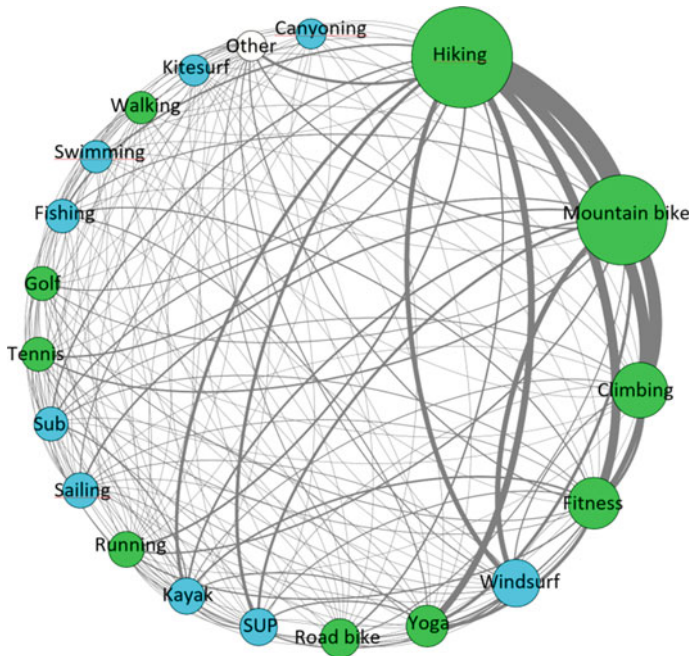 Canyoning
Other
Hiking
Kitesurf
Walking
Swimming
Fishing
Mountain bike
Golf
Tennis
Climbing
Sub
Sailing
Fitness
Running
Windsurf
Kayak
SUP
Road bike
Yoga